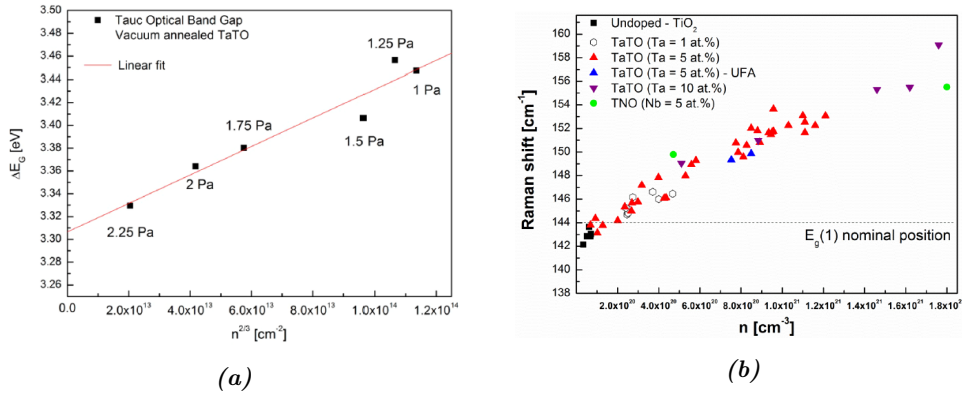 3.50
3.48
3.46
3.44
3.42
3.40
3.38
3.36
3.34
3.32
3.30
3.28
3.26
ΔE_G [eV]
Tauc Optical Band Gap
Vacuum annealed TaTO
Linear fit
1.25 Pa
1 Pa
1.75 Pa
1.5 Pa
2 Pa
2.25 Pa
0.0 2.0x10^13 4.0x10^13 6.0x10^13 8.0x10^13 1.0x10^14 1.2x10^14
n^2/3 [cm^-2]
(a)
160
158
156
154
152
150
148
146
144
142
140
138
Raman shift [cm^-1]
Undoped - TiO_2
TaTO (Ta = 1 at.%)
TaTO (Ta = 5 at.%)
TaTO (Ta = 5 at.%) - UFA
TaTO (Ta = 10 at.%)
TNO (Nb = 5 at.%)
E_g(1) nominal position
2.0x10^20 4.0x10^20 6.0x10^20 8.0x10^20 1.0x10^21 1.2x10^21 1.4x10^21 1.6x10^21 1.8x10^21
n [cm^-3]
(b)